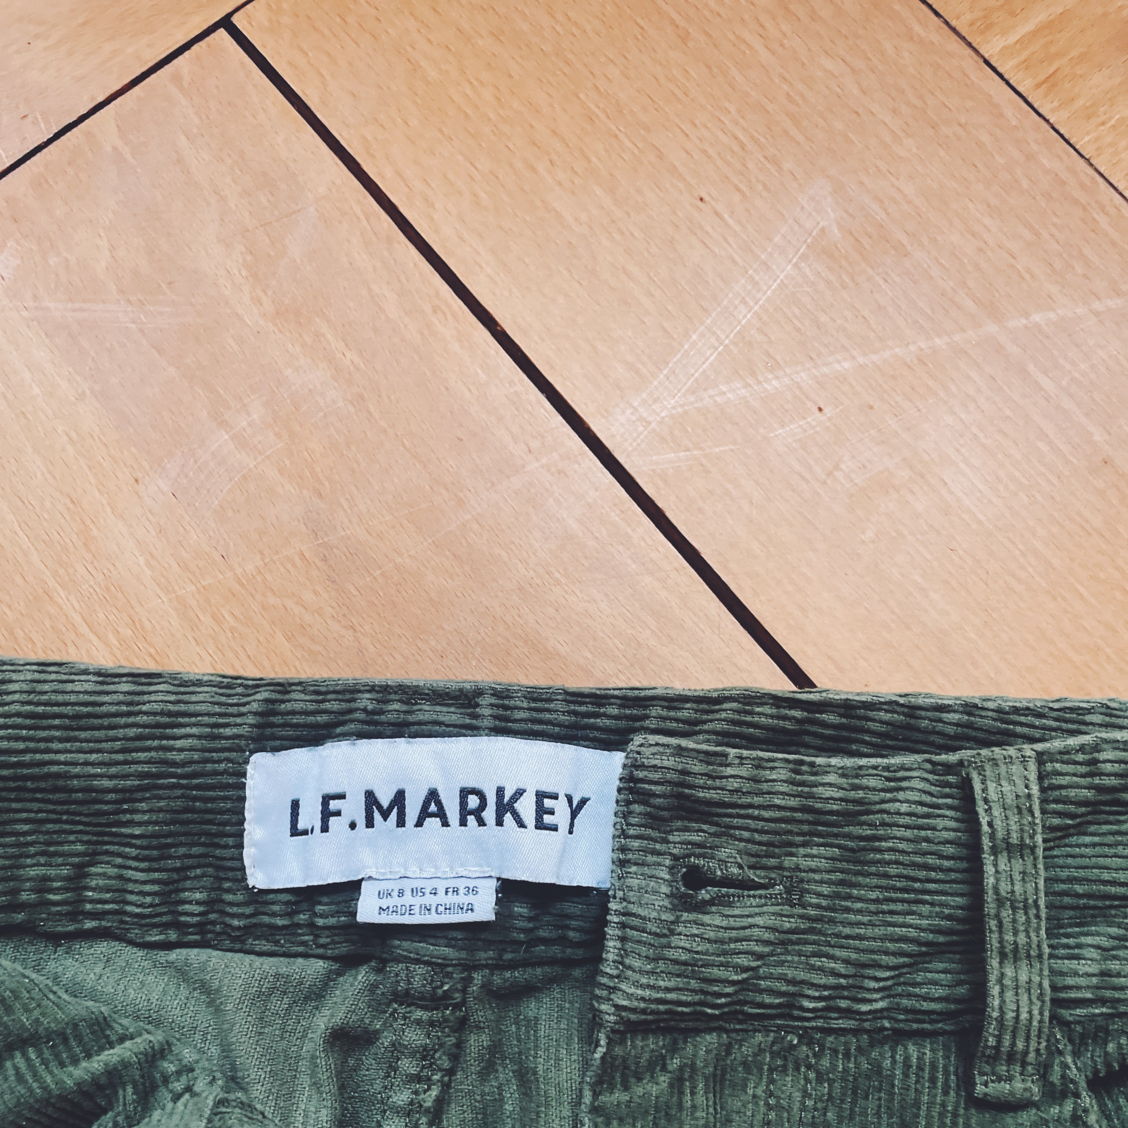 L.F.MARKEY
UK 8 US 4 FR 36
MADE IN CHINA